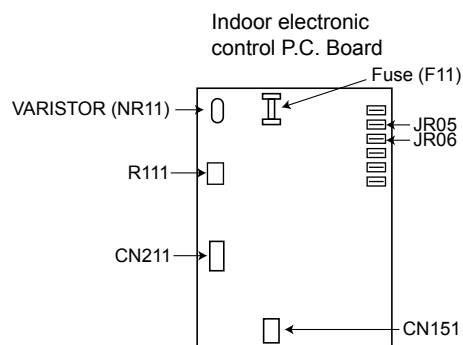 Indoor electronic
control P.C. Board
Fuse (F11)
VARISTOR (NR11)
JR05
JR06
R111
CN211
CN151